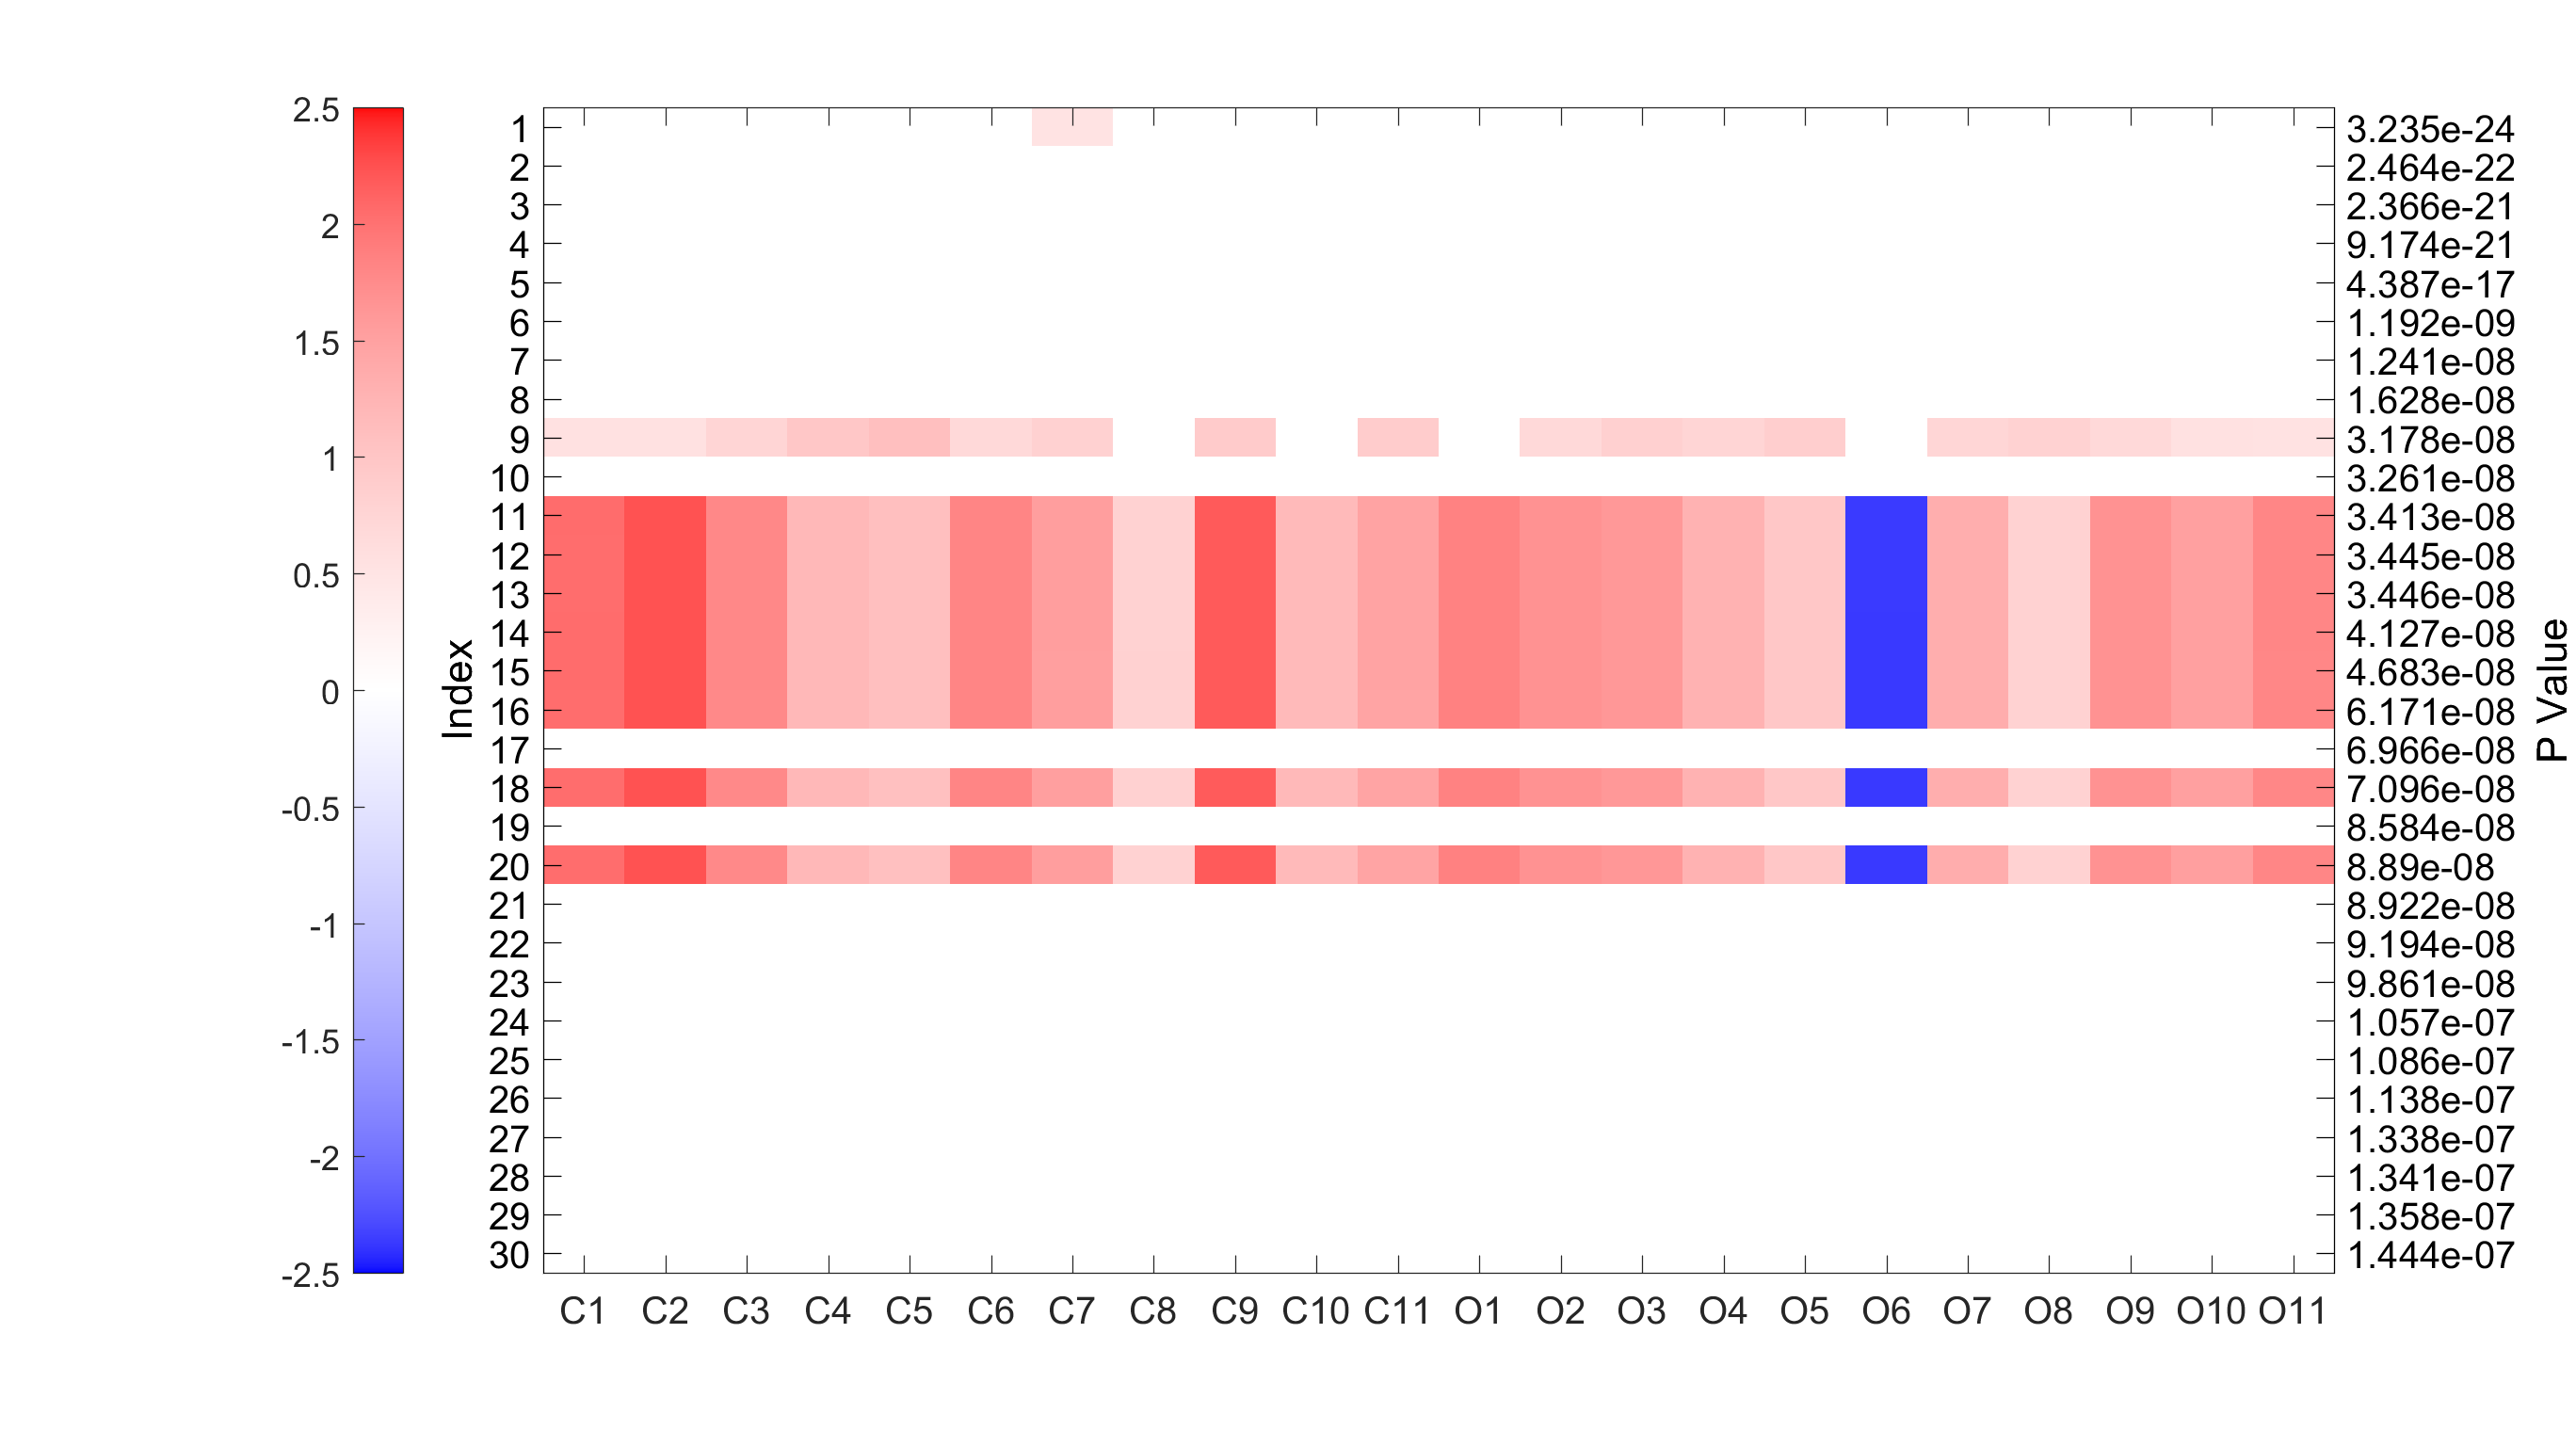 2.5
2
1.5
1
0.5
0
-0.5
-1
-1.5
-2
-2.5
Index
1 3.235e-24
2 2.464e-22
3 2.366e-21
4 9.174e-21
5 4.387e-17
6 1.192e-09
7 1.241e-08
8 1.628e-08
9 3.178e-08
10 3.261e-08
11 3.413e-08
12 3.445e-08
13 3.446e-08
14 4.127e-08
15 4.683e-08
16 6.171e-08
17 6.966e-08
18 7.096e-08
19 8.584e-08
20 8.89e-08
21 8.922e-08
22 9.194e-08
23 9.861e-08
24 1.057e-07
25 1.086e-07
26 1.138e-07
27 1.338e-07
28 1.341e-07
29 1.358e-07
30 1.444e-07
P Value
C1 C2 C3 C4 C5 C6 C7 C8 C9 C10 C11 O1 O2 O3 O4 O5 O6 O7 O8 O9 O10 O11